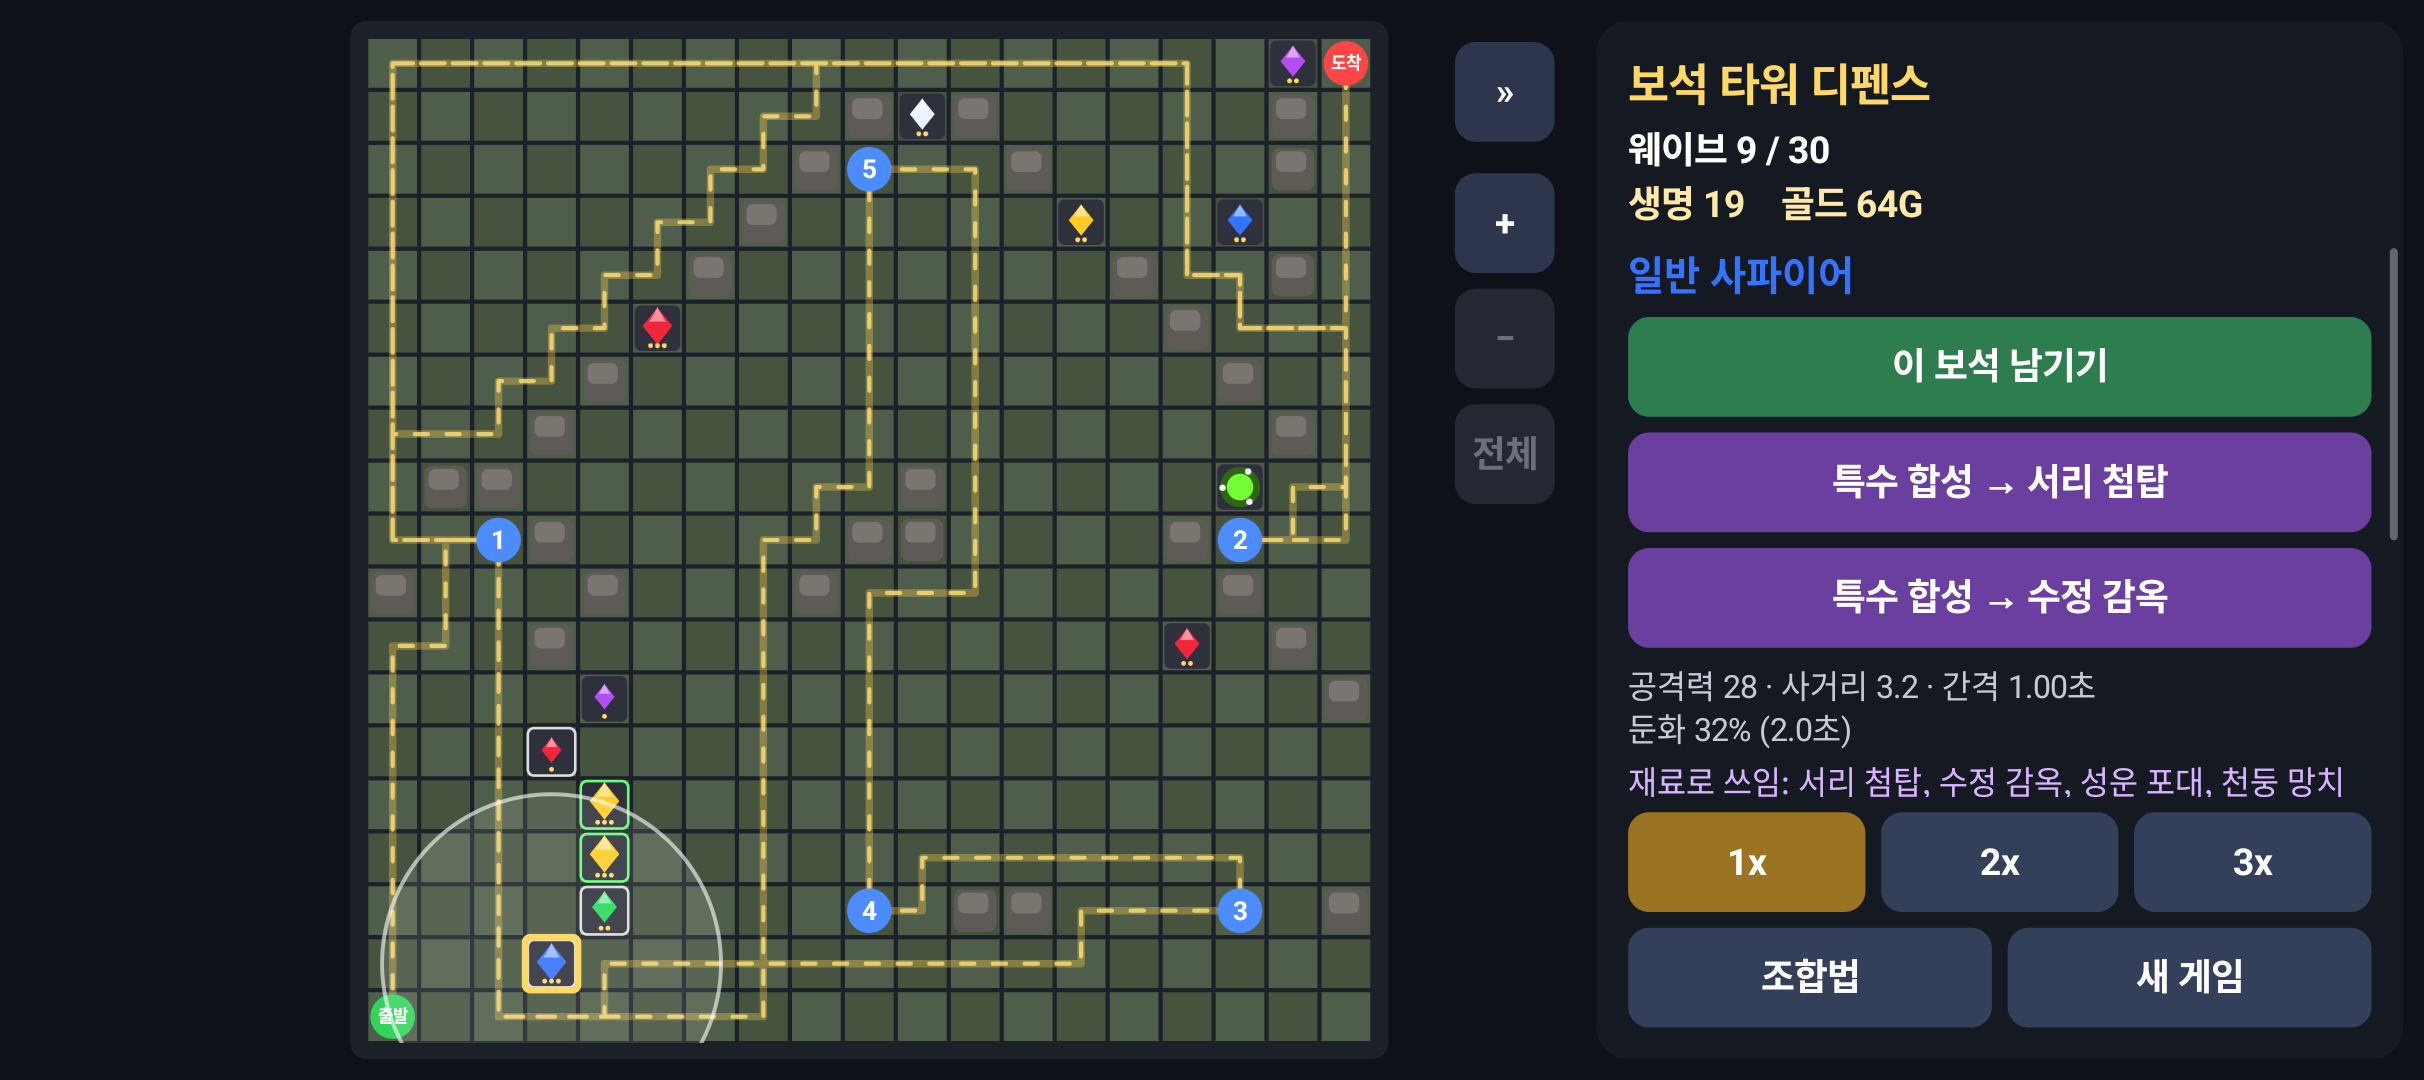 도착
5
1
2
4
3
출발
»
+
−
전체
보석 타워 디펜스
웨이브 9 / 30
생명 19 골드 64G
일반 사파이어
이 보석 남기기
특수 합성 → 서리 첨탑
특수 합성 → 수정 감옥
공격력 28 · 사거리 3.2 · 간격 1.00초
둔화 32% (2.0초)
재료로 쓰임: 서리 첨탑, 수정 감옥, 성운 포대, 천둥 망치
1x 2x 3x
조합법 새 게임